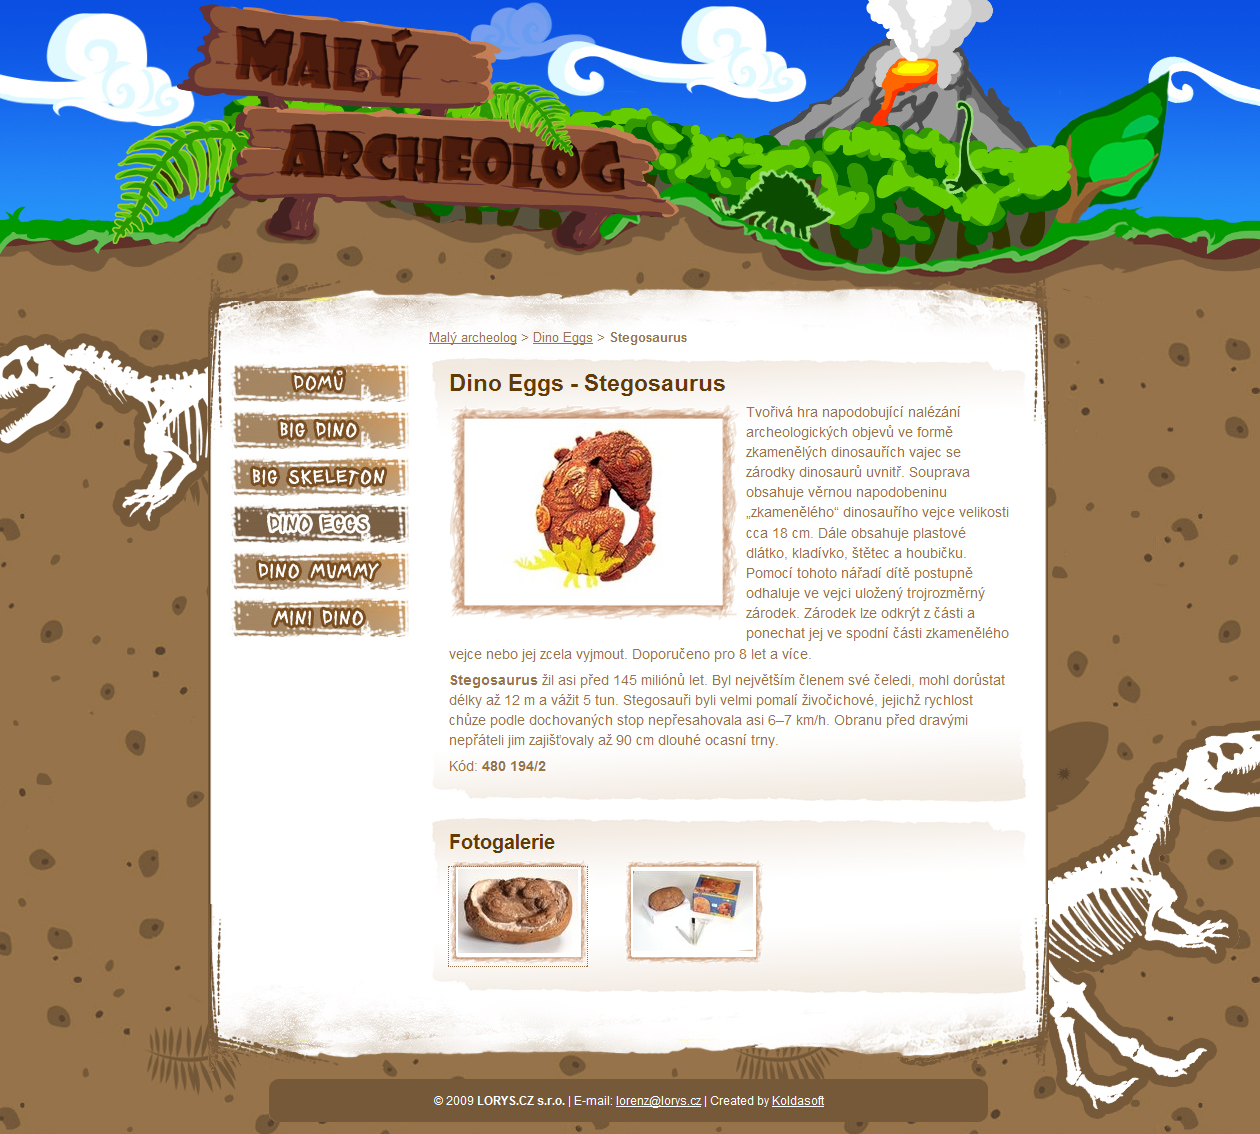 MALÝ
ARCHEOLOG
Malý archeolog > Dino Eggs > Stegosaurus
DOMŮ
BIG DINO
BIG SKELETON
DINO EGGS
DINO MUMMY
MINI DINO
Dino Eggs - Stegosaurus
Tvořivá hra napodobující nalézání
archeologických objevů ve formě
zkamenělých dinosauřích vajec se
zárodky dinosaurů uvnitř. Souprava
obsahuje věrnou napodobeninu
„zkamenělého“ dinosauřího vejce velikosti
cca 18 cm. Dále obsahuje plastové
dlátko, kladívko, štětec a houbičku.
Pomocí tohoto nářadí dítě postupně
odhaluje ve vejci uložený trojrozměrný
zárodek. Zárodek lze odkrýt z části a
ponechat jej ve spodní části zkamenělého
vejce nebo jej zcela vyjmout. Doporučeno pro 8 let a více.
Stegosaurus žil asi před 145 miliónů let. Byl největším členem své čeledi, mohl dorůstat
délky až 12 m a vážit 5 tun. Stegosauři byli velmi pomalí živočichové, jejichž rychlost
chůze podle dochovaných stop nepřesahovala asi 6–7 km/h. Obranu před dravými
nepřáteli jim zajišťovaly až 90 cm dlouhé ocasní trny.
Kód: 480 194/2
Fotogalerie
© 2009 LORYS.CZ s.r.o. | E-mail: lorenz@lorys.cz | Created by Koldasoft